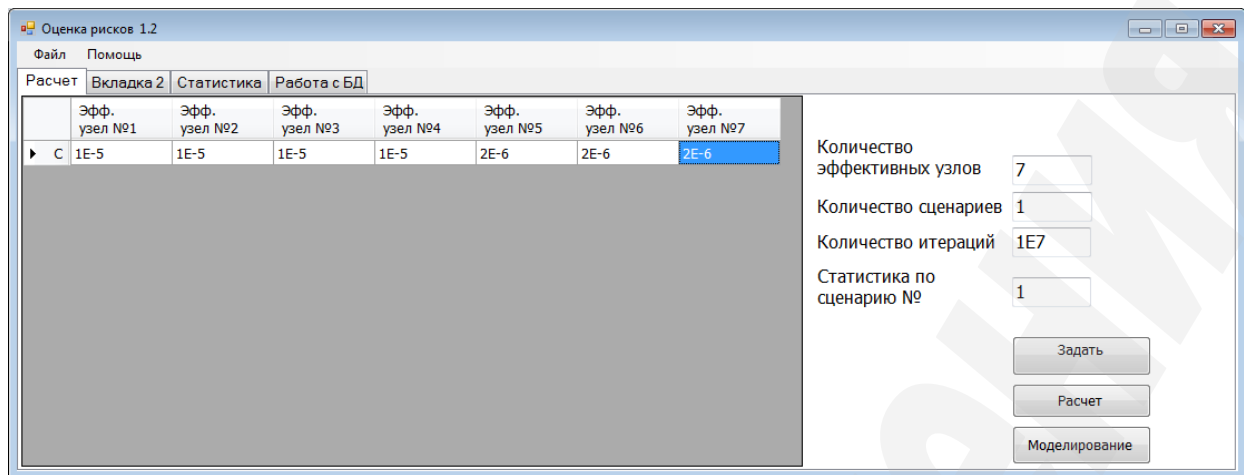 Оценка рисков 1.2
Файл Помощь
Расчет Вкладка 2 Статистика Работа с БД
Эфф. узел №1 Эфф. узел №2 Эфф. узел №3 Эфф. узел №4 Эфф. узел №5 Эфф. узел №6 Эфф. узел №7
С 1E-5 1E-5 1E-5 1E-5 2E-6 2E-6 2E-6
Количество
эффективных узлов 7
Количество сценариев 1
Количество итераций 1E7
Статистика по
сценарию № 1
Задать
Расчет
Моделирование